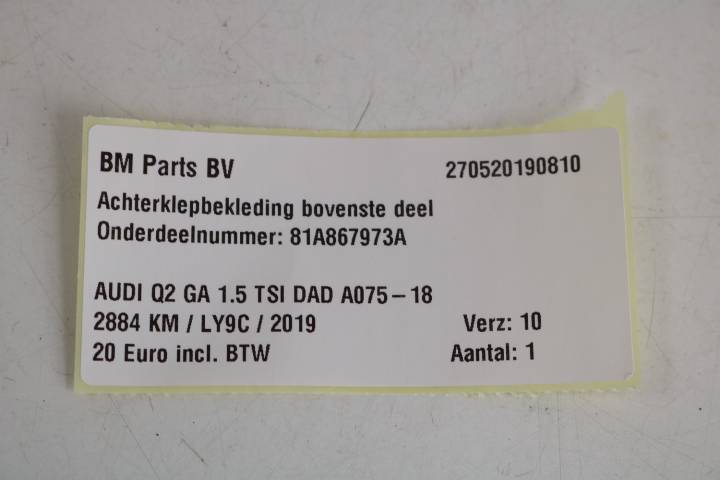 BM Parts BV 270520190810
Achterklepbekleding bovenste deel
Onderdeelnummer: 81A867973A
AUDI Q2 GA 1.5 TSI DAD A075-18
2884 KM / LY9C / 2019 Verz: 10
20 Euro incl. BTW Aantal: 1